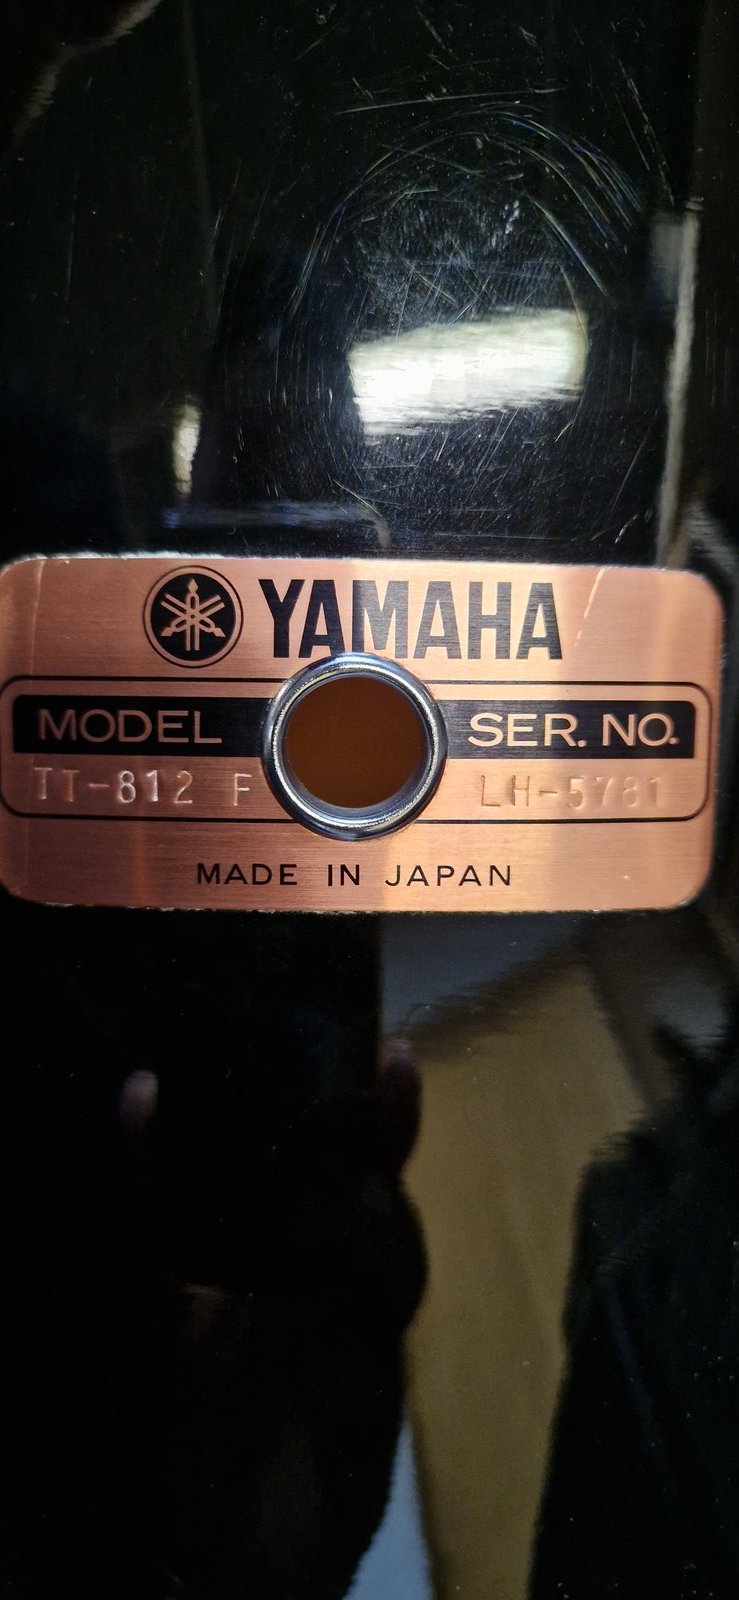 YAMAHA
MODEL SER. NO.
TT-812 F LH-5781
MADE IN JAPAN